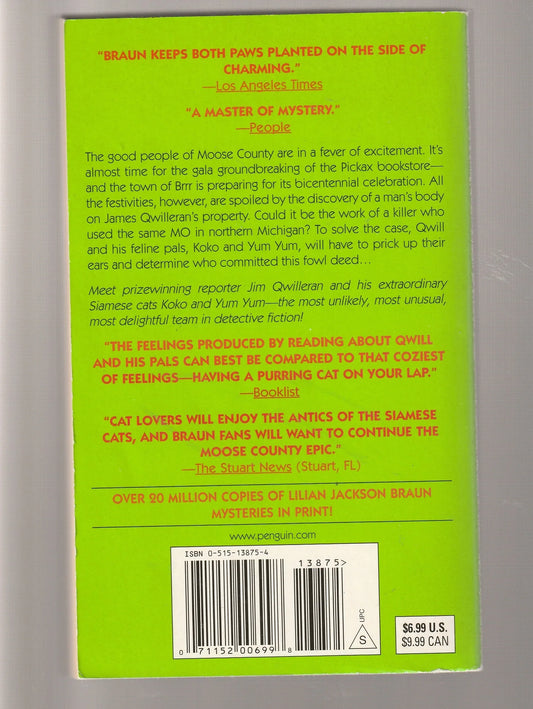 “BRAUN KEEPS BOTH PAWS PLANTED ON THE SIDE OF
CHARMING.”
—Los Angeles Times
“A MASTER OF MYSTERY.”
—People
The good people of Moose County are in a fever of excitement. It’s
almost time for the gala groundbreaking of the Pickax bookstore—
and the town of Brrr is preparing for its bicentennial celebration. All
the festivities, however, are spoiled by the discovery of a man’s body
on James Qwilleran’s property. Could it be the work of a killer who
used the same MO in northern Michigan? To solve the case, Qwill
and his feline pals, Koko and Yum Yum, will have to prick up their
ears and determine who committed this fowl deed...
Meet prizewinning reporter Jim Qwilleran and his extraordinary
Siamese cats Koko and Yum Yum—the most unlikely, most unusual,
most delightful team in detective fiction!
“THE FEELINGS PRODUCED BY READING ABOUT QWILL
AND HIS PALS CAN BEST BE COMPARED TO THAT COZIEST
OF FEELINGS—HAVING A PURRING CAT ON YOUR LAP.”
—Booklist
“CAT LOVERS WILL ENJOY THE ANTICS OF THE SIAMESE
CATS, AND BRAUN FANS WILL WANT TO CONTINUE THE
MOOSE COUNTY EPIC.”
—The Stuart News (Stuart, FL)
OVER 20 MILLION COPIES OF LILIAN JACKSON BRAUN
MYSTERIES IN PRINT!
www.penguin.com
ISBN 0-515-13875-4
13875>
0 71152 00699 8
UPC
S
$6.99 U.S.
$9.99 CAN